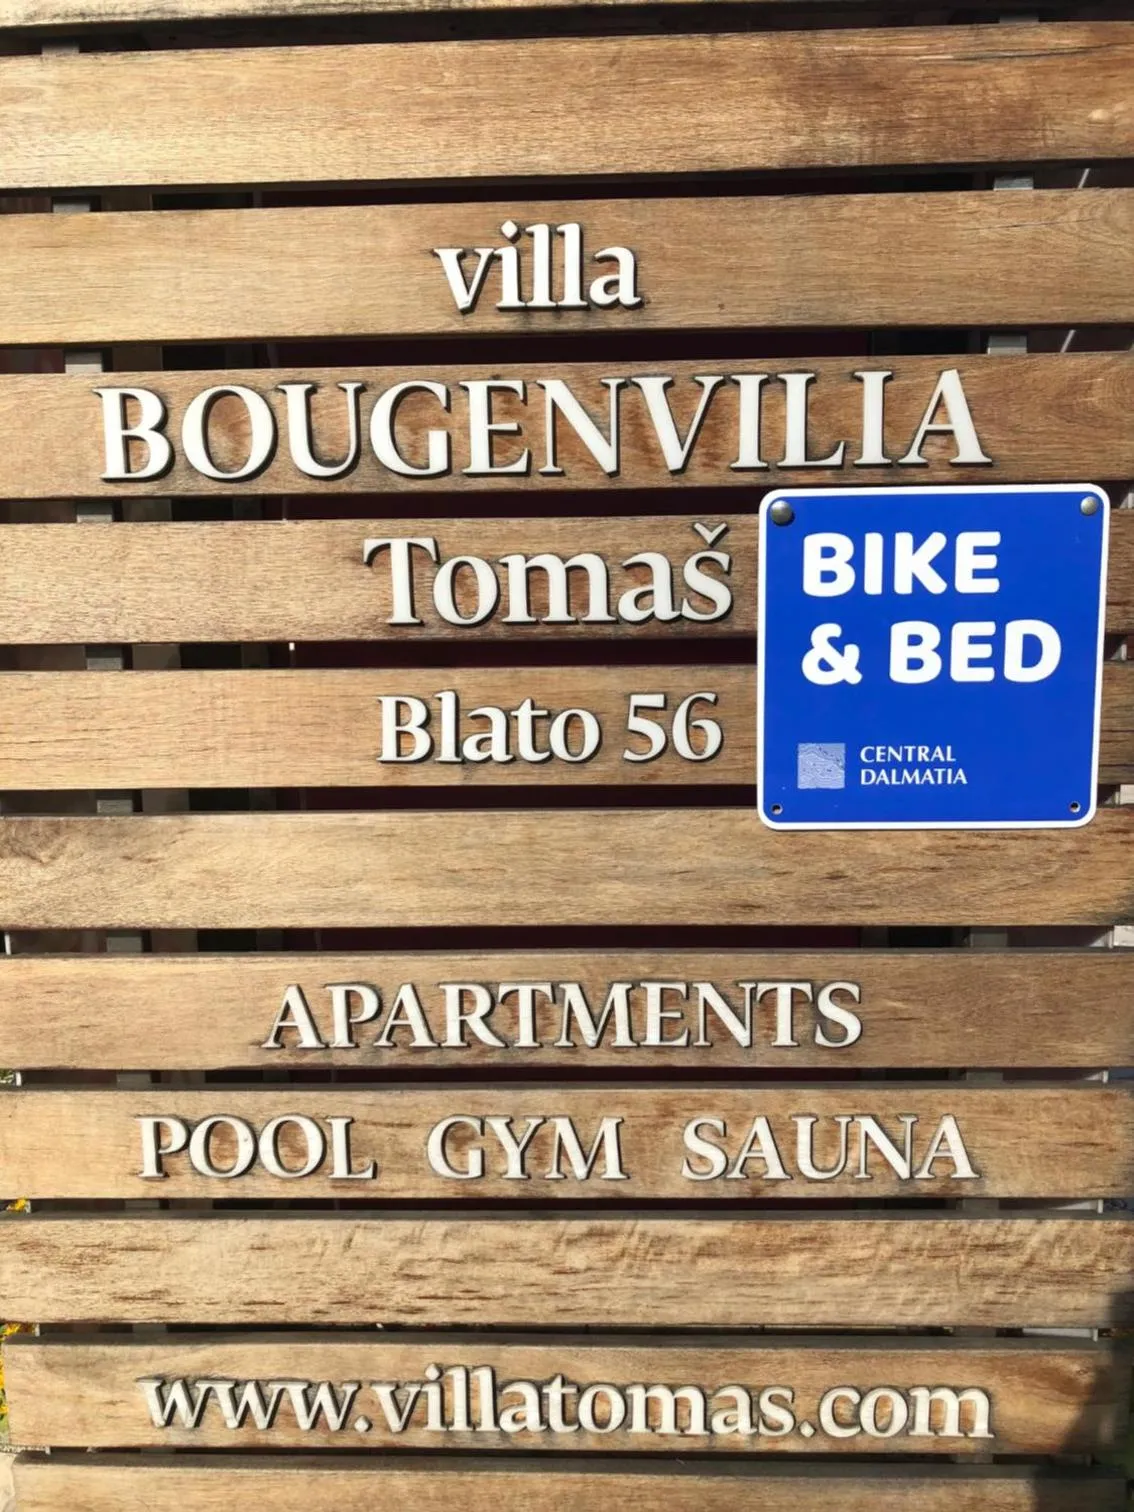 villa
BOUGENVILIA
Tomaš
Blato 56
BIKE
& BED
CENTRAL
DALMATIA
APARTMENTS
POOL GYM SAUNA
www.villatomas.com